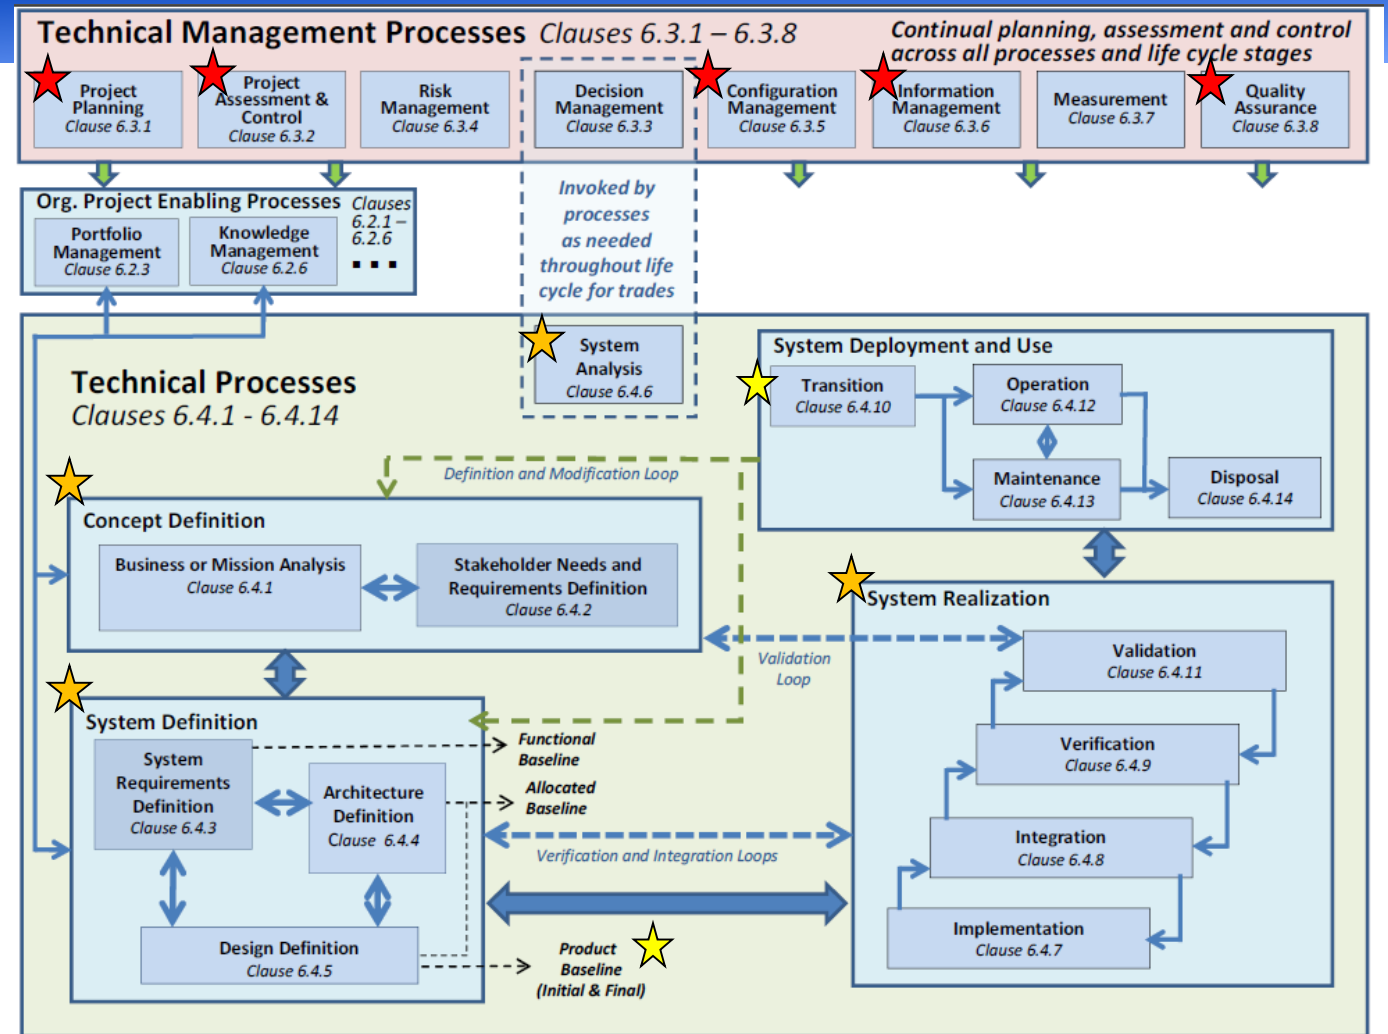 Technical Management Processes Clauses 6.3.1 – 6.3.8
Continual planning, assessment and control
across all processes and life cycle stages
Project
Planning
Clause 6.3.1
Project
Assessment &
Control
Clause 6.3.2
Risk
Management
Clause 6.3.4
Decision
Management
Clause 6.3.3
Configuration
Management
Clause 6.3.5
Information
Management
Clause 6.3.6
Measurement
Clause 6.3.7
Quality
Assurance
Clause 6.3.8
Org. Project Enabling Processes
Clauses
6.2.1 –
6.2.6
Portfolio
Management
Clause 6.2.3
Knowledge
Management
Clause 6.2.6
Invoked by
processes
as needed
throughout life
cycle for trades
System
Analysis
Clause 6.4.6
Technical Processes
Clauses 6.4.1 - 6.4.14
System Deployment and Use
Transition
Clause 6.4.10
Operation
Clause 6.4.12
Maintenance
Clause 6.4.13
Disposal
Clause 6.4.14
Definition and Modification Loop
Concept Definition
Business or Mission Analysis
Clause 6.4.1
Stakeholder Needs and
Requirements Definition
Clause 6.4.2
Validation
Loop
System Realization
Validation
Clause 6.4.11
Verification
Clause 6.4.9
Integration
Clause 6.4.8
Implementation
Clause 6.4.7
System Definition
System
Requirements
Definition
Clause 6.4.3
Architecture
Definition
Clause 6.4.4
Design Definition
Clause 6.4.5
Functional
Baseline
Allocated
Baseline
Verification and Integration Loops
Product
Baseline
(Initial & Final)